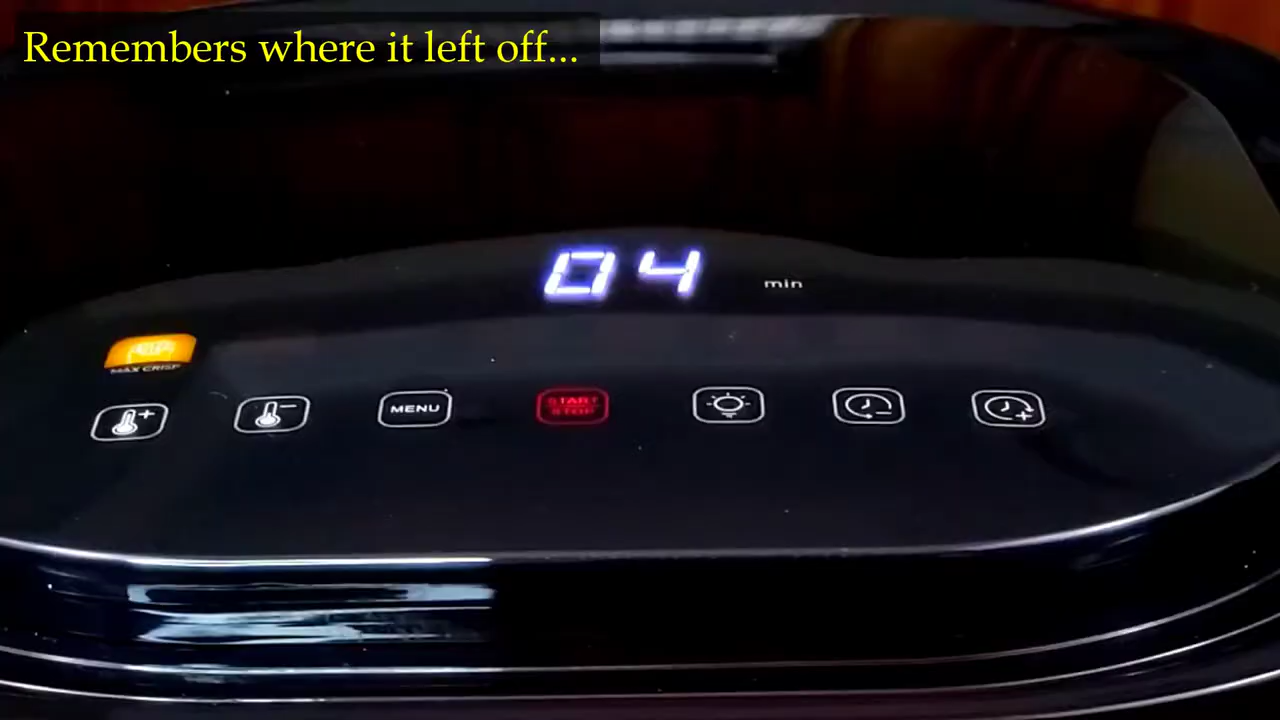 Remembers where it left off...
04 min
MAX CRISP
MENU
START
STOP